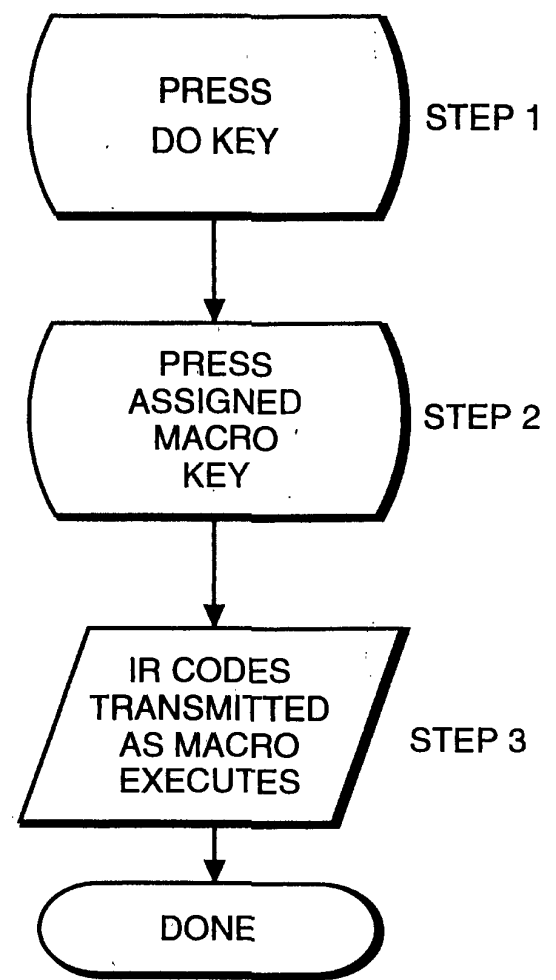 PRESS
DO KEY
STEP 1
PRESS
ASSIGNED
MACRO
KEY
STEP 2
IR CODES
TRANSMITTED
AS MACRO
EXECUTES
STEP 3
DONE